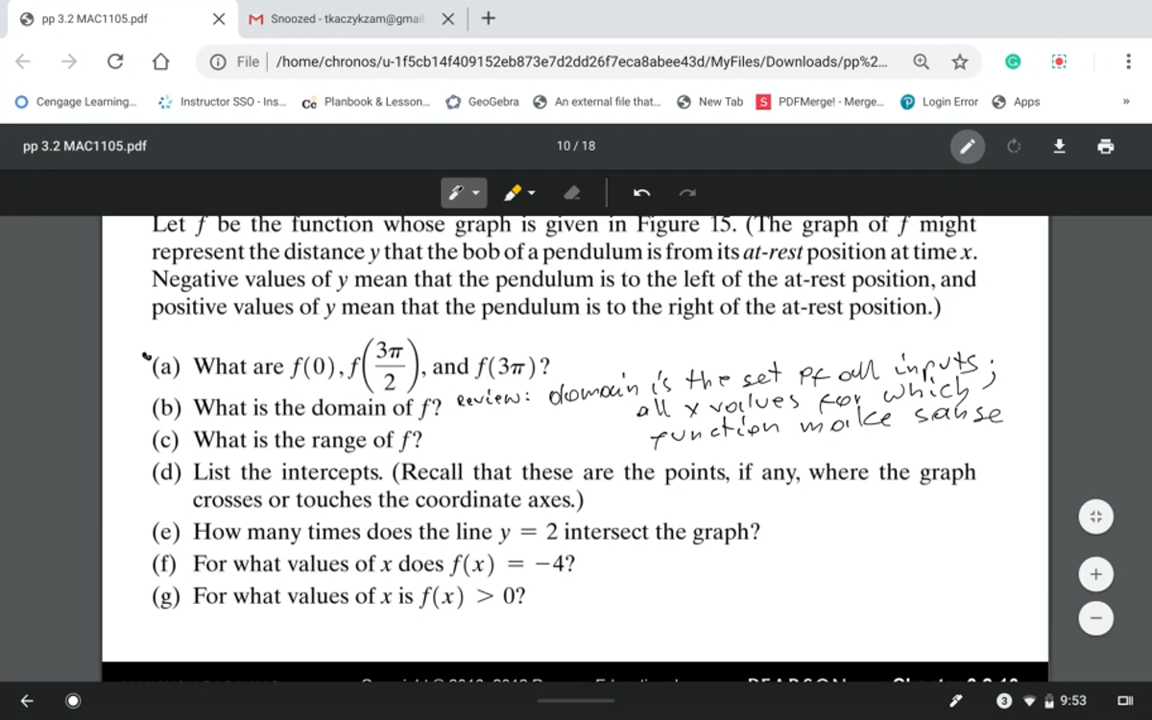 pp 3.2 MAC1105.pdf
Snoozed - tkaczykzam@gmail
File /home/chronos/u-1f5cb14f409152eb873e7d2dd26f7eca8abee43d/MyFiles/Downloads/pp%2...
Cengage Learning... Instructor SSO - Ins... Planbook & Lesson... GeoGebra An external file that... New Tab PDFMerge! - Merge... Login Error Apps »
pp 3.2 MAC1105.pdf 10 / 18
Let f be the function whose graph is given in Figure 15. (The graph of f might
represent the distance y that the bob of a pendulum is from its at-rest position at time x.
Negative values of y mean that the pendulum is to the left of the at-rest position, and
positive values of y mean that the pendulum is to the right of the at-rest position.)
(a) What are f(0), f(3π/2), and f(3π)?
(b) What is the domain of f? review: domain is the set of all inputs;
all x values for which
function make sanse
(c) What is the range of f?
(d) List the intercepts. (Recall that these are the points, if any, where the graph
crosses or touches the coordinate axes.)
(e) How many times does the line y = 2 intersect the graph?
(f) For what values of x does f(x) = −4?
(g) For what values of x is f(x) > 0?
3 9:53